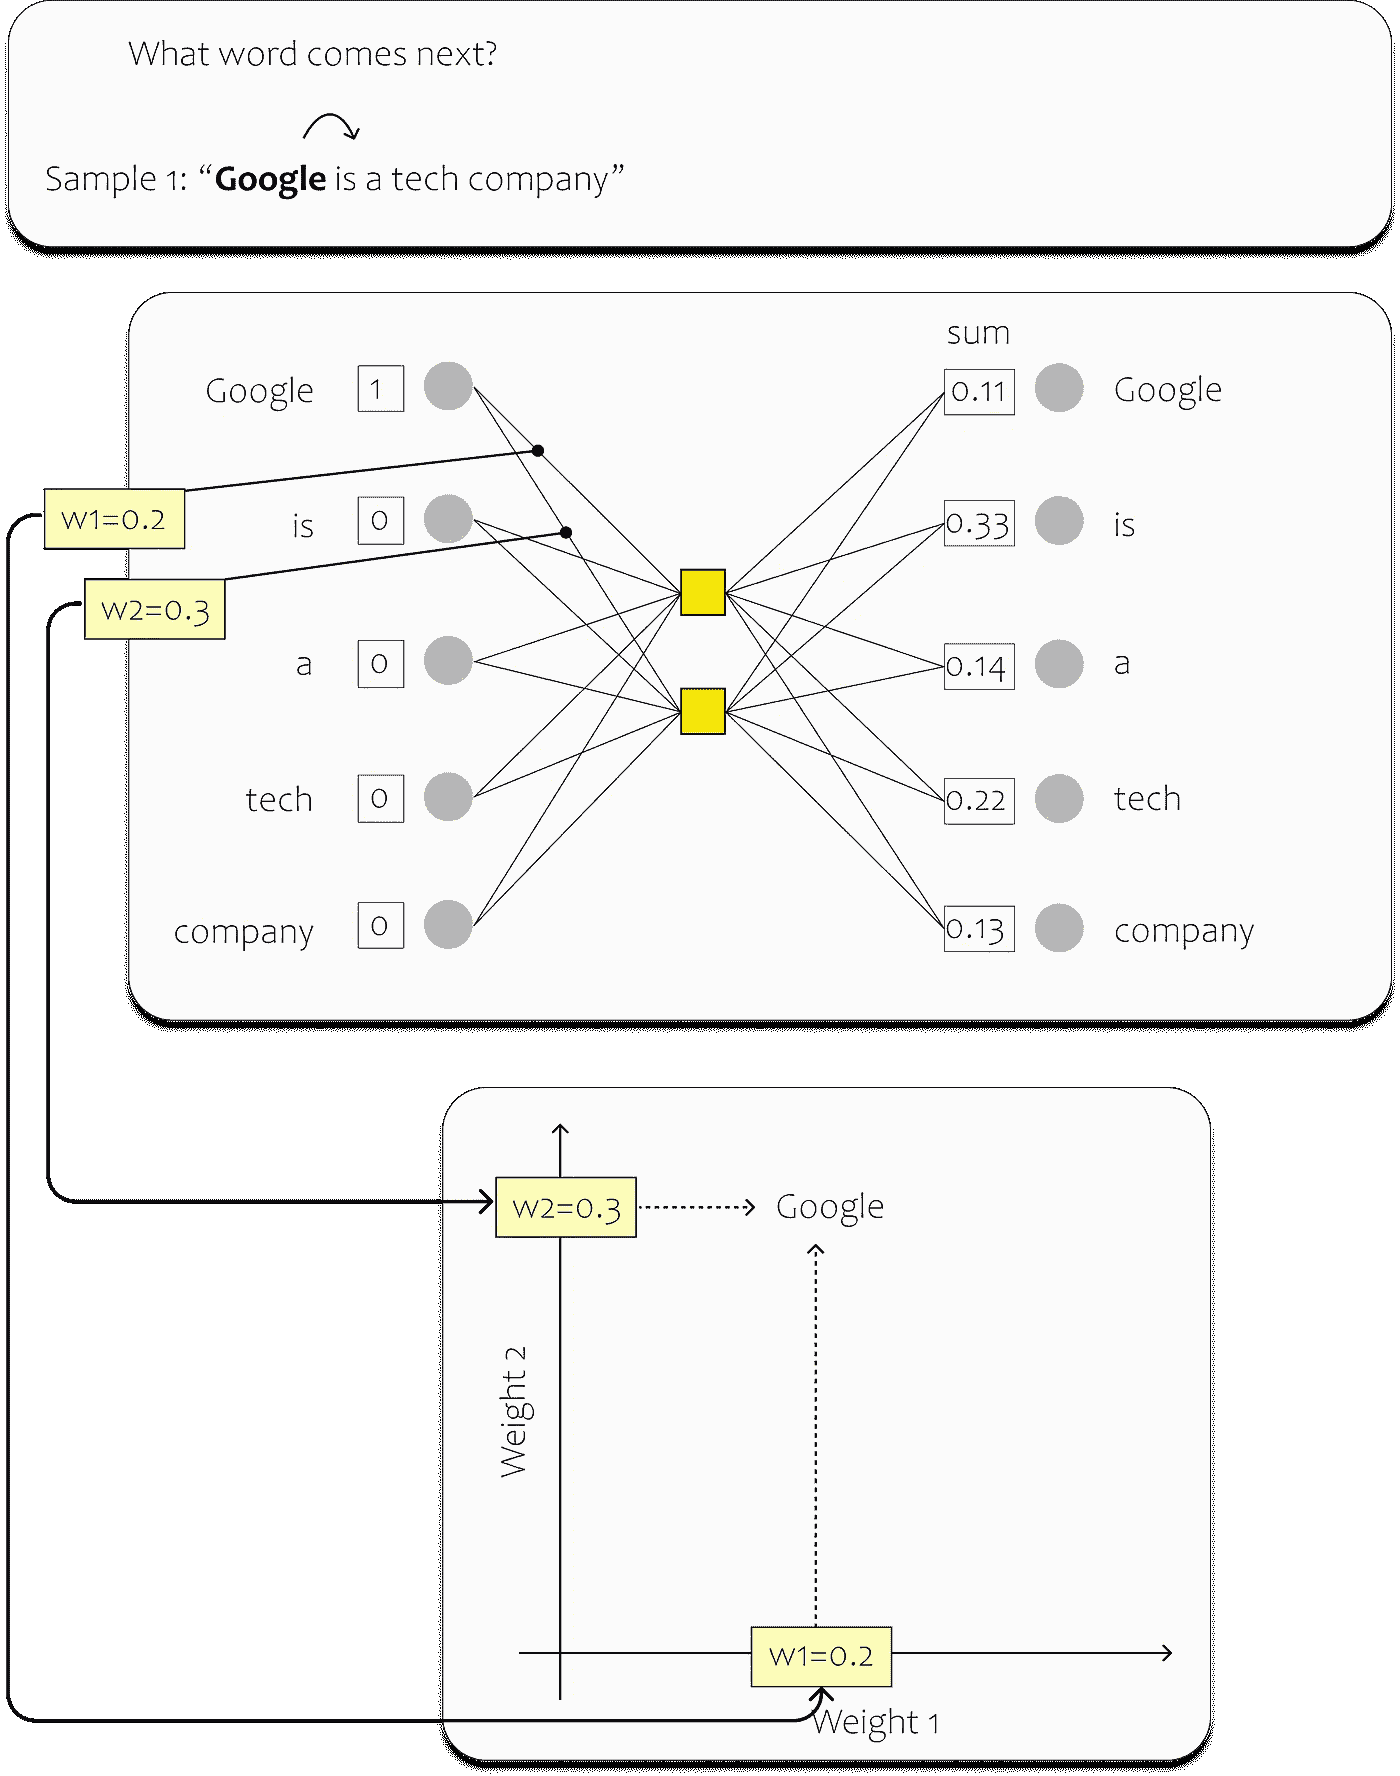 What word comes next?
Sample 1: “Google is a tech company”
sum
Google 1 0.11 Google
w1=0.2
is 0 0.33 is
w2=0.3
a 0 0.14 a
tech 0 0.22 tech
company 0 0.13 company
w2=0.3 Google
Weight 2
w1=0.2
Weight 1